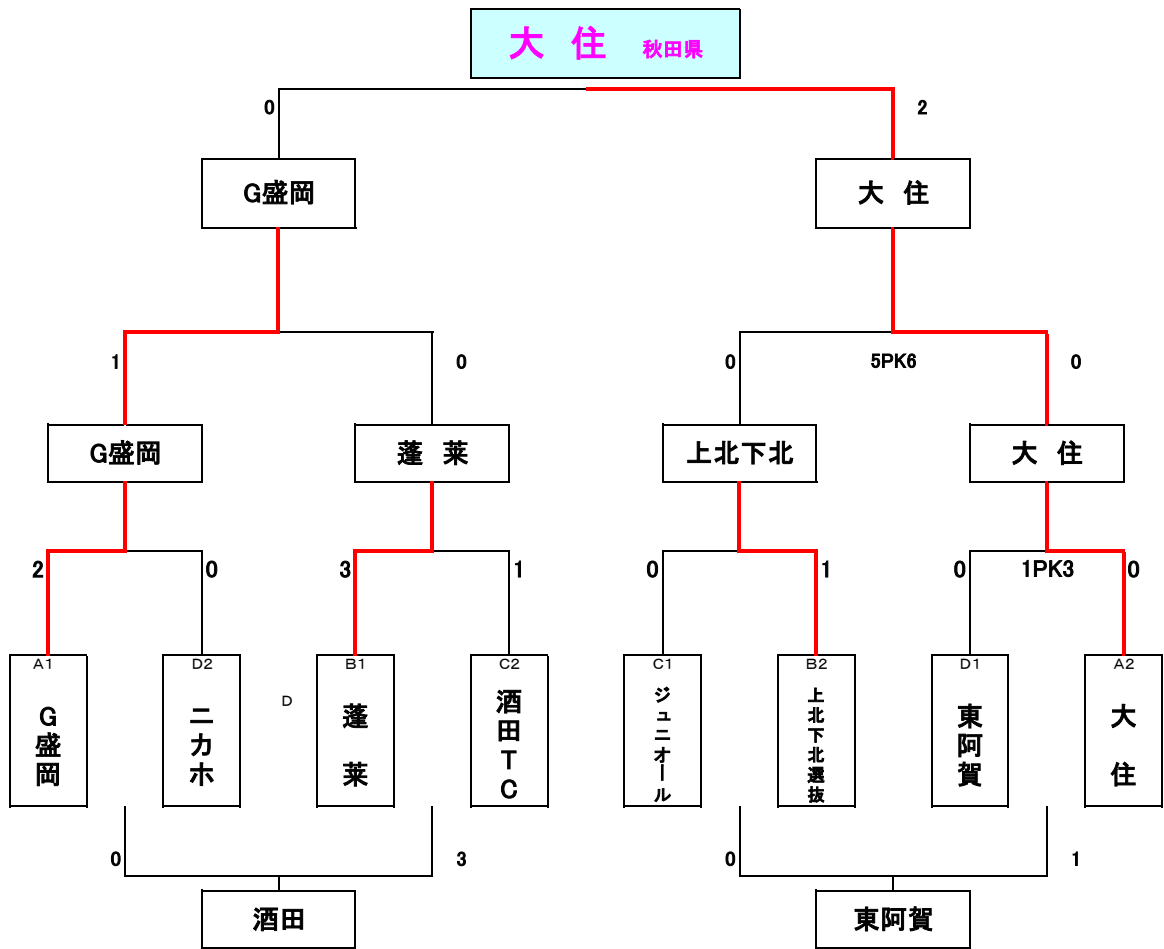 大 住 秋田県
0 2
G盛岡 大 住
1 0 0 5PK6 0
G盛岡 蓬 莱 上北下北 大 住
2 0 3 1 0 1 0 1PK3 0
A1 D2 B1 C2 C1 B2 D1 A2
G盛岡 ニカホ D 蓬莱 酒田TC ジュニオール 上北下北選抜 東阿賀 大住
0 3 0 1
酒田 東阿賀